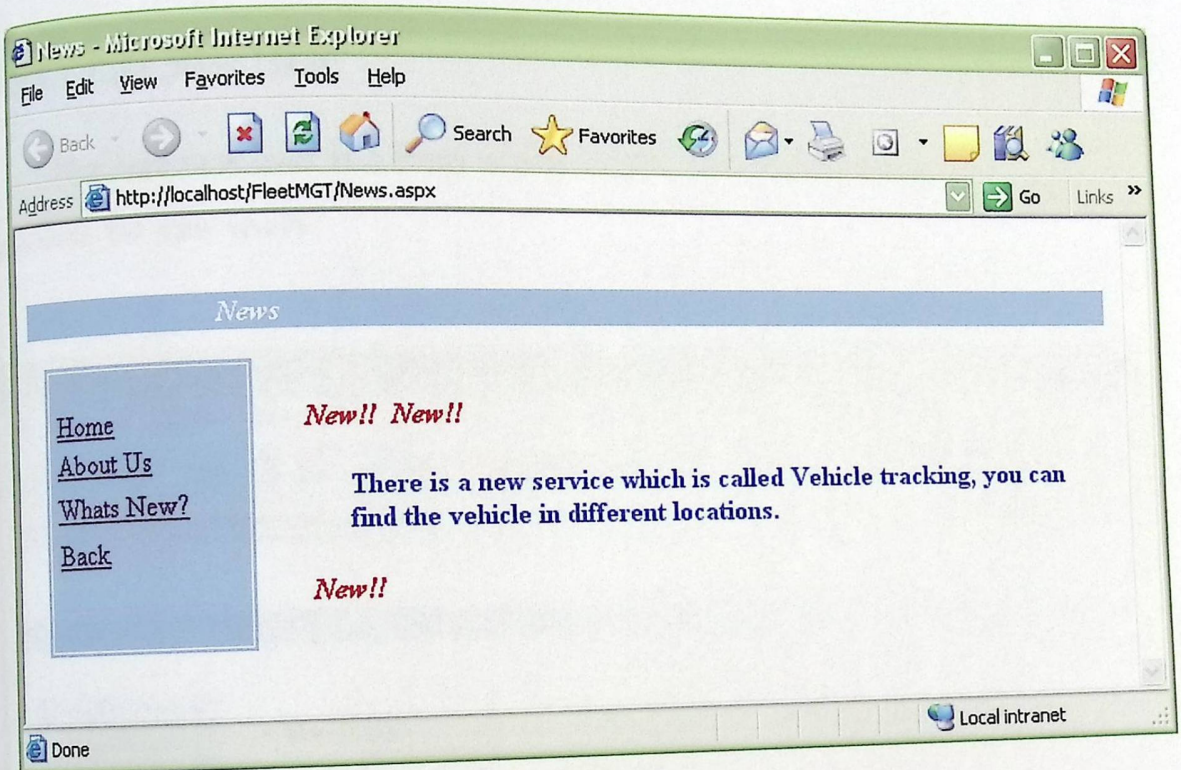 News - Microsoft Internet Explorer
File Edit View Favorites Tools Help
Back Search Favorites
Address http://localhost/FleetMGT/News.aspx Go Links »
News
Home
About Us
Whats New?
Back
New!! New!!
There is a new service which is called Vehicle tracking, you can
find the vehicle in different locations.
New!!
Local intranet
Done